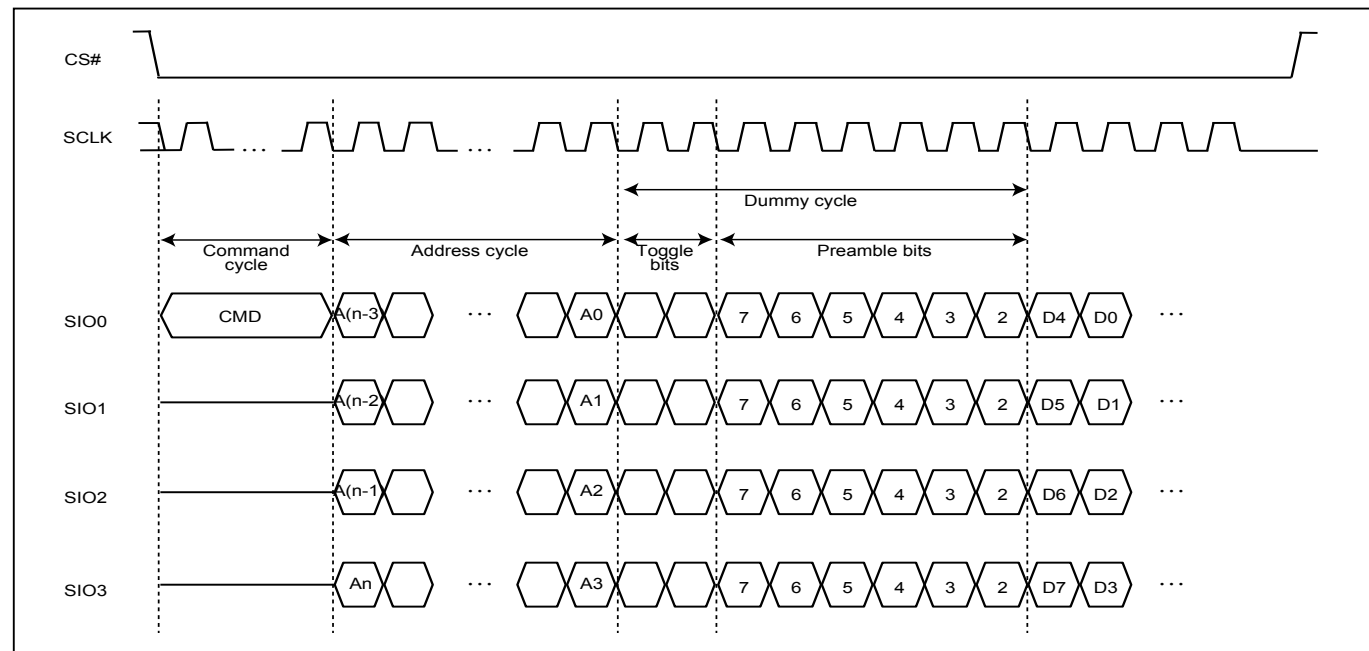 CS#
SCLK ... ...
Dummy cycle
Command cycle
Address cycle
Toggle bits
Preamble bits
SIO0 CMD A(n-3 ... A0 7 6 5 4 3 2 D4 D0 ...
SIO1 A(n-2 ... A1 7 6 5 4 3 2 D5 D1 ...
SIO2 A(n-1 ... A2 7 6 5 4 3 2 D6 D2 ...
SIO3 An ... A3 7 6 5 4 3 2 D7 D3 ...